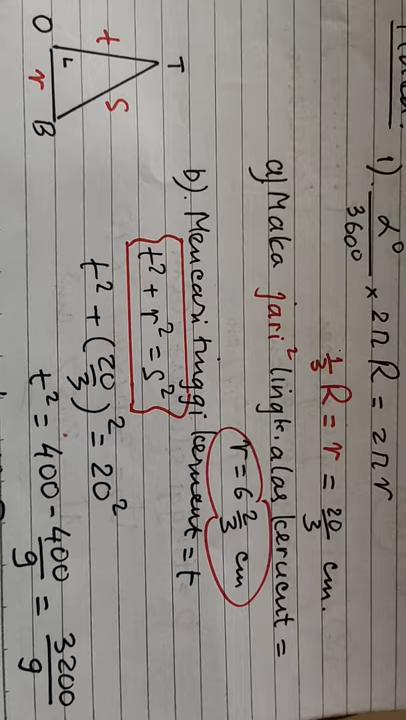 1). α°/360° × 2πR = 2πr
1/3 R = r = 20/3 cm.
a) Maka jari² lingk. alas kerucut =
r = 6 2/3 cm
b). Mencari tinggi kerucut = t
t² + r² = s²
t² + (20/3)² = 20²
t² = 400 - 400/9 = 3200/9
T
t
s
O
r
B